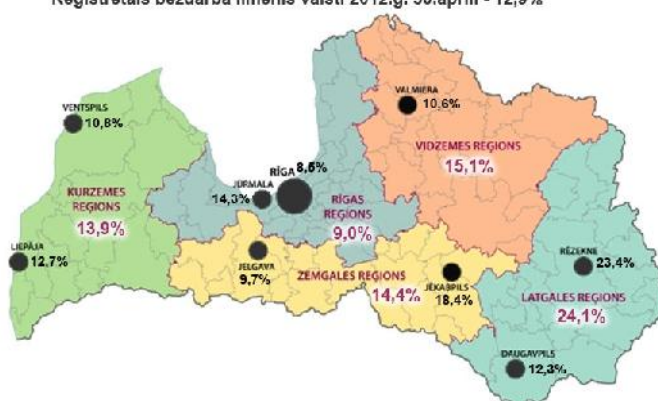 Reģistrētais bezdarba līmenis valstī 2012.g. 30.aprīlī - 12,9%
VALMIERA
10,6%
VENTSPILS
10,8%
VIDZEMES REĢIONS
15,1%
RĪGA 8,5%
JŪRMALA
14,3%
KURZEMES
REĢIONS
13,9%
RĪGAS
REĢIONS
9,0%
LIEPĀJA
12,7%
JELGAVA
9,7%
ZEMGALES REĢIONS
14,4%
JĒKABPILS
18,4%
RĒZEKNE
23,4%
LATGALES REĢIONS
24,1%
DAUGAVPILS
12,3%